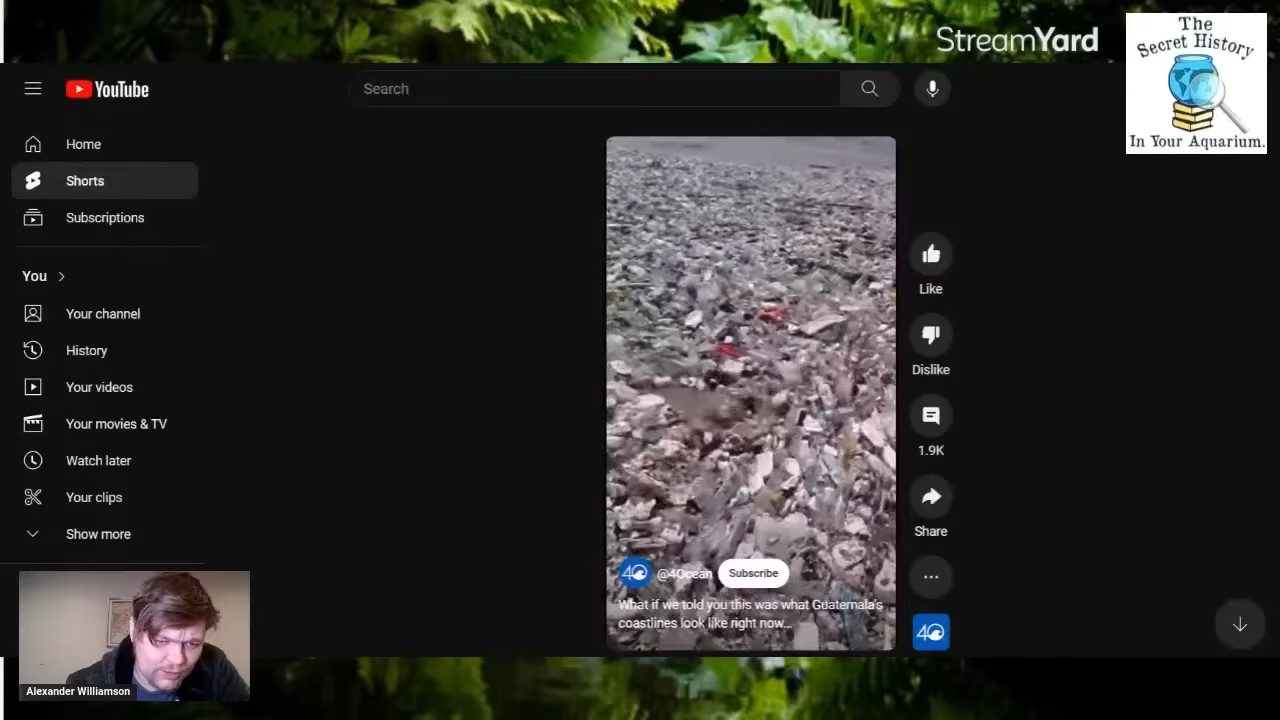 StreamYard
The
Secret History
In Your Aquarium.
YouTube
Search
Home
Shorts
Subscriptions
You
Your channel
History
Your videos
Your movies & TV
Watch later
Your clips
Show more
Like
Dislike
1.9K
Share
4O
@4Ocean
Subscribe
What if we told you this was what Guatemala's
coastlines look like right now...
4O
Alexander Williamson